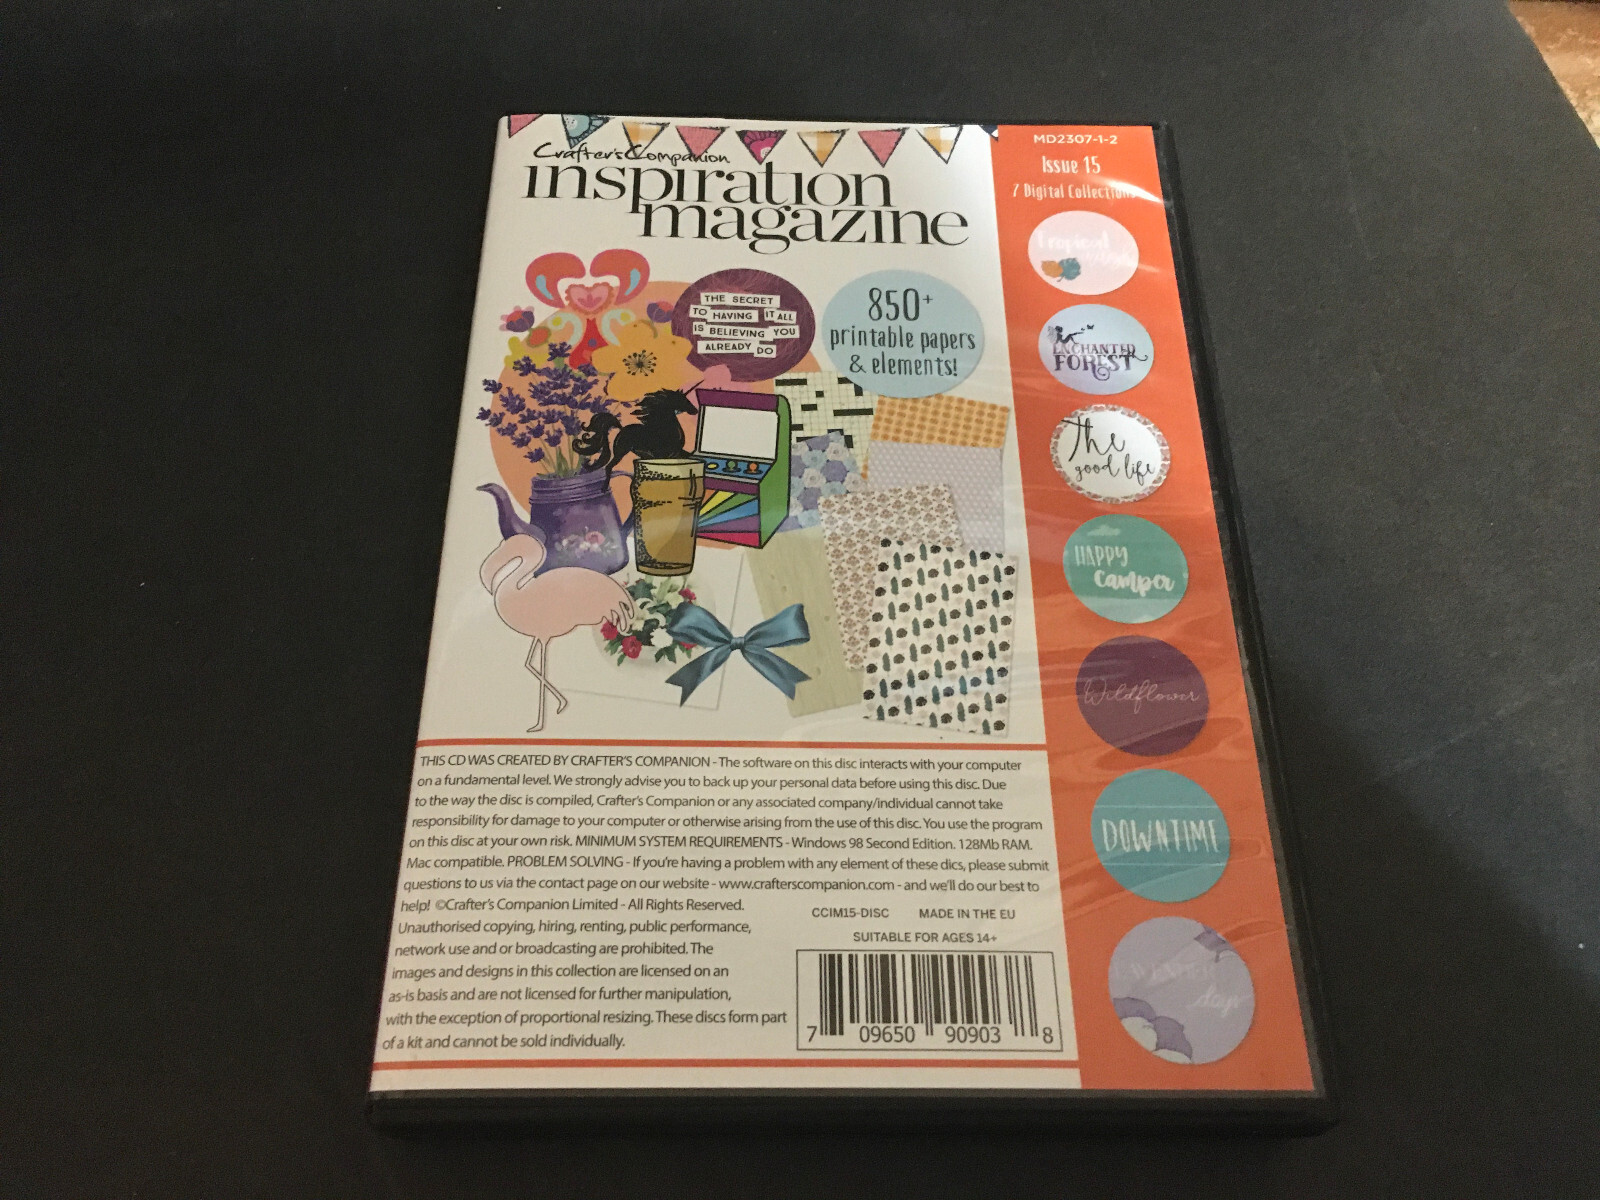 Crafter's Companion
inspiration
magazine
THE SECRET
TO HAVING IT ALL
IS BELIEVING YOU
ALREADY DO
850+
printable papers
& elements!
MD2307-1-2
Issue 15
7 Digital Collections
Tropical
ENCHANTED
FOREST
The
good life
HAPPY
Camper
Wildflower
DOWNTIME
days
THIS CD WAS CREATED BY CRAFTER'S COMPANION - The software on this disc interacts with your computer
on a fundamental level. We strongly advise you to back up your personal data before using this disc. Due
to the way the disc is compiled, Crafter's Companion or any associated company/individual cannot take
responsibility for damage to your computer or otherwise arising from the use of this disc. You use the program
on this disc at your own risk. MINIMUM SYSTEM REQUIREMENTS - Windows 98 Second Edition. 128Mb RAM.
Mac compatible. PROBLEM SOLVING - If you're having a problem with any element of these dics, please submit
questions to us via the contact page on our website - www.crafterscompanion.com - and we'll do our best to
help! ©Crafter's Companion Limited - All Rights Reserved.
Unauthorised copying, hiring, renting, public performance,
network use and or broadcasting are prohibited. The
images and designs in this collection are licensed on an
as-is basis and are not licensed for further manipulation,
with the exception of proportional resizing. These discs form part
of a kit and cannot be sold individually.
CCIM15-DISC MADE IN THE EU
SUITABLE FOR AGES 14+
7 09650 90903 8